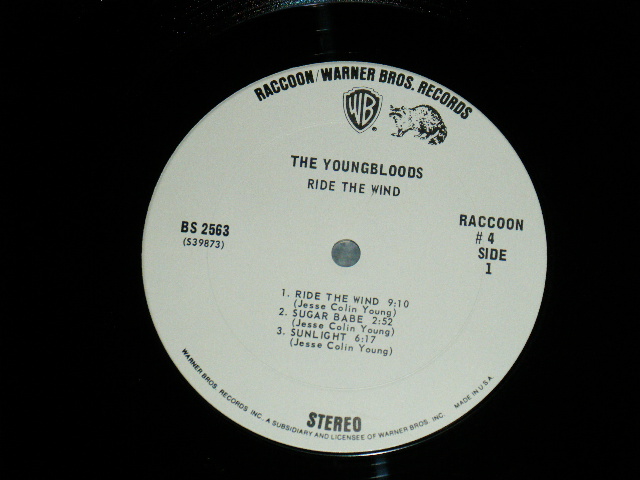 RACCOON/WARNER BROS. RECORDS
WB
®
THE YOUNGBLOODS
RIDE THE WIND
BS 2563
(S39873)
RACCOON
# 4
SIDE
1
1. RIDE THE WIND 9:10
(Jesse Colin Young)
2. SUGAR BABE 2:52
(Jesse Colin Young)
3. SUNLIGHT 6:17
(Jesse Colin Young)
STEREO
WARNER BROS. RECORDS INC. A SUBSIDIARY AND LICENSEE OF WARNER BROS. INC. MADE IN U.S.A.